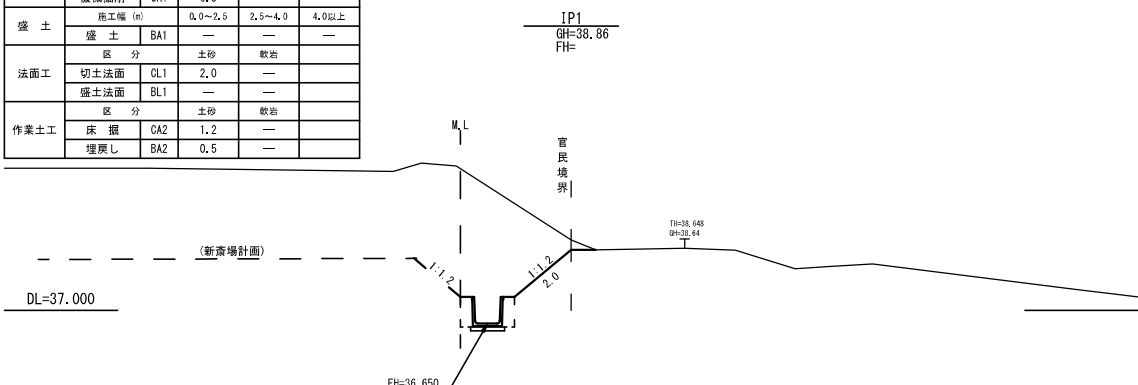 盛土 施工幅 (m) 0.0~2.5 2.5~4.0 4.0以上
盛土 BA1 — — —
法面工 区分 土砂 軟岩
切土法面 CL1 2.0 —
盛土法面 BL1 — —
作業土工 区分 土砂 軟岩
床掘 CA2 1.2 —
埋戻し BA2 0.5 —
IP1
GH=38.86
FH=
M.L
官民境界
TH=38.648
GH=38.64
(新斎場計画)
1:1.2
1:1.2
2.0
DL=37.000
FH=36.650